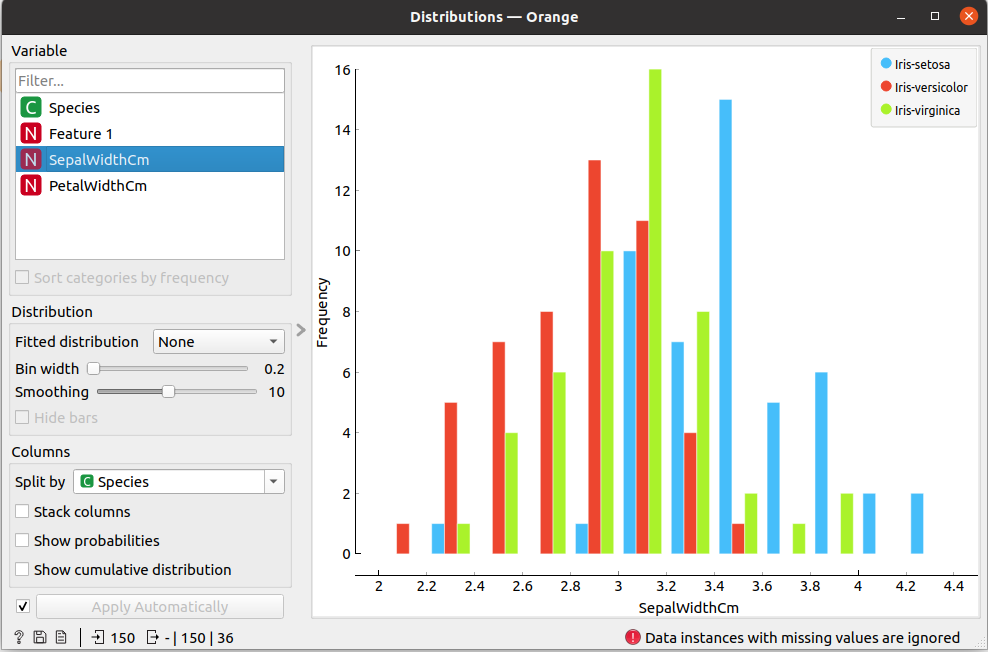 Distributions — Orange
Variable
Filter...
C Species
N Feature 1
N SepalWidthCm
N PetalWidthCm
Sort categories by frequency
Distribution
Fitted distribution None
Bin width 0.2
Smoothing 10
Hide bars
Columns
Split by C Species
Stack columns
Show probabilities
Show cumulative distribution
Apply Automatically
? 150 - | 150 | 36
Iris-setosa
Iris-versicolor
Iris-virginica
Frequency
16
14
12
10
8
6
4
2
0
2 2.2 2.4 2.6 2.8 3 3.2 3.4 3.6 3.8 4 4.2 4.4
SepalWidthCm
! Data instances with missing values are ignored